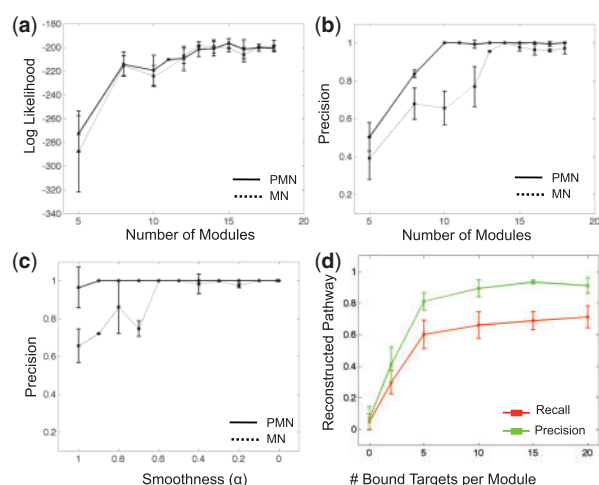 (a)
Log Likelihood
-180
-200
-220
-240
-260
-280
-300
-320
-340
5
10
15
20
PMN
MN
Number of Modules
(b)
Precision
1
0.8
0.6
0.4
0.2
5
10
15
20
PMN
MN
Number of Modules
(c)
Precision
1
0.8
0.6
0.4
0.2
1
0.8
0.6
0.4
0.2
0
PMN
MN
Smoothness (α)
(d)
Reconstructed Pathway
1
0.8
0.6
0.4
0.2
0
0
5
10
15
20
Recall
Precision
# Bound Targets per Module